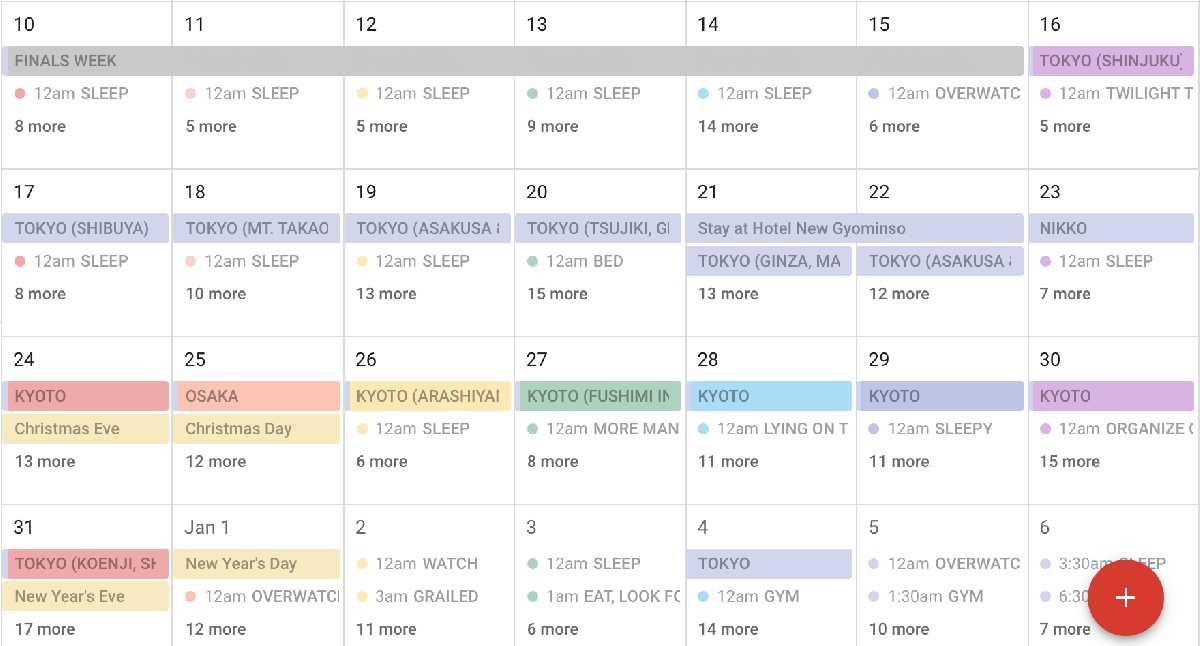 10 11 12 13 14 15 16
FINALS WEEK TOKYO (SHINJUKU)
12am SLEEP 12am SLEEP 12am SLEEP 12am SLEEP 12am SLEEP 12am OVERWATC 12am TWILIGHT T
8 more 5 more 5 more 9 more 14 more 6 more 5 more
17 18 19 20 21 22 23
TOKYO (SHIBUYA) TOKYO (MT. TAKAO TOKYO (ASAKUSA TOKYO (TSUJIKI, GI Stay at Hotel New Gyominso NIKKO
12am SLEEP 12am SLEEP 12am SLEEP 12am BED TOKYO (GINZA, MA TOKYO (ASAKUSA 12am SLEEP
8 more 10 more 13 more 15 more 13 more 12 more 7 more
24 25 26 27 28 29 30
KYOTO OSAKA KYOTO (ARASHIYAI KYOTO (FUSHIMI IN KYOTO KYOTO KYOTO
Christmas Eve Christmas Day 12am SLEEP 12am MORE MAN 12am LYING ON T 12am SLEEPY 12am ORGANIZE
13 more 12 more 6 more 8 more 11 more 11 more 15 more
31 Jan 1 2 3 4 5 6
TOKYO (KOENJI, SH New Year's Day 12am WATCH 12am SLEEP TOKYO 12am OVERWATC 3:30am SLEEP
New Year's Eve 12am OVERWATCH 3am GRAILED 1am EAT, LOOK FO 12am GYM 1:30am GYM 6:30
17 more 12 more 11 more 6 more 14 more 10 more 7 more